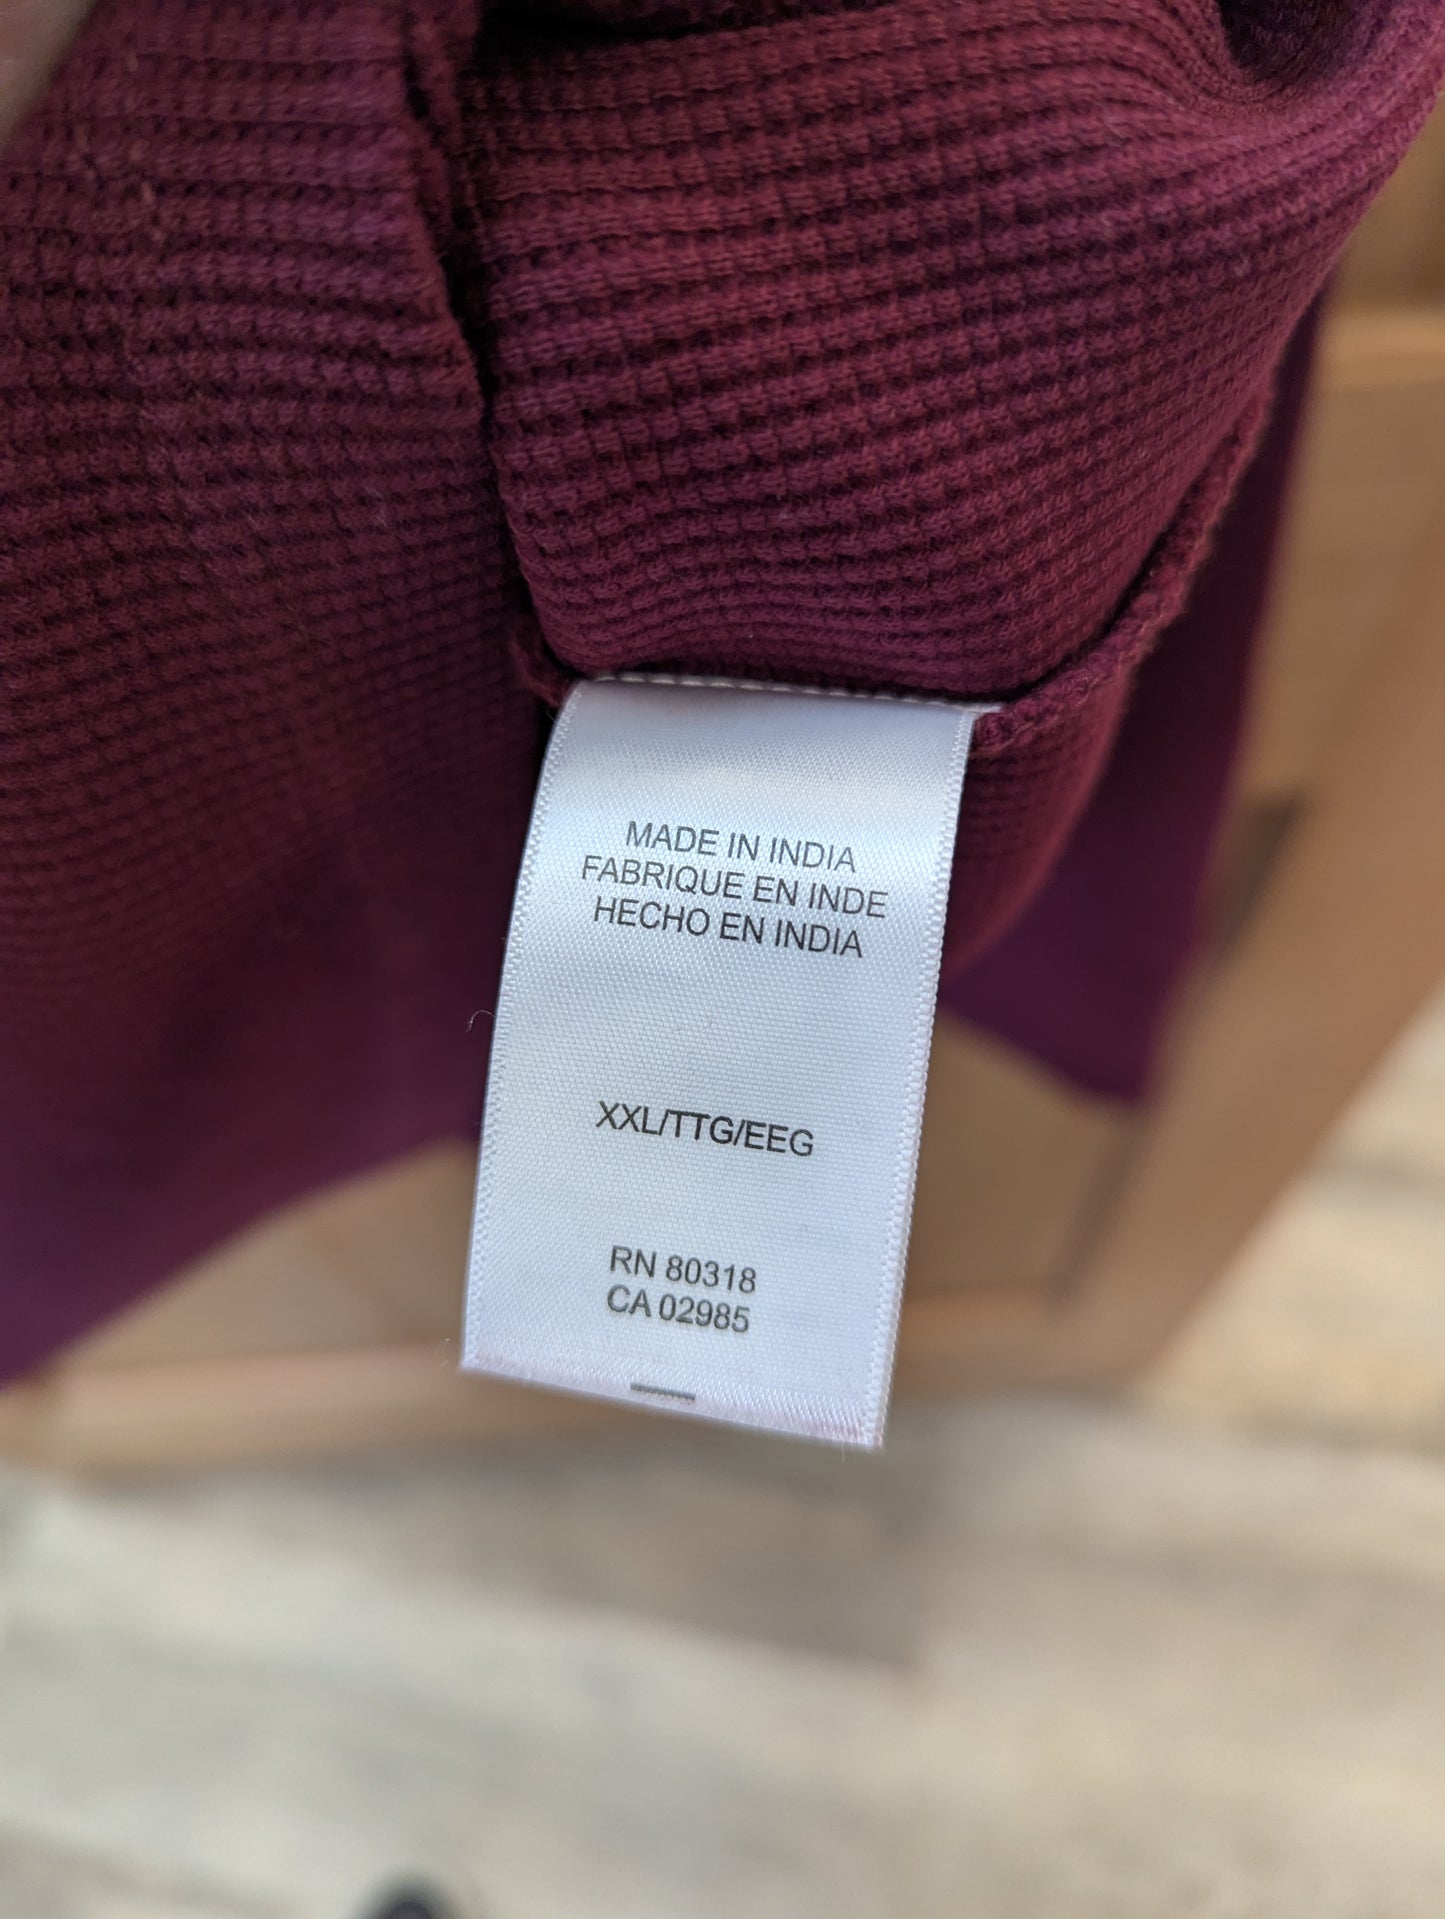 MADE IN INDIA
FABRIQUE EN INDE
HECHO EN INDIA
XXL/TTG/EEG
RN 80318
CA 02985